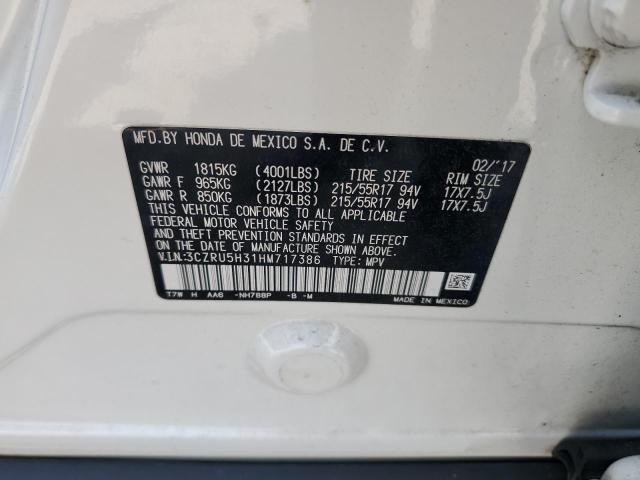 MFD.BY HONDA DE MEXICO S.A. DE C.V. 02/'17
GVWR 1815KG (4001LBS) TIRE SIZE RIM SIZE
GAWR F 965KG (2127LBS) 215/55R17 94V 17X7.5J
GAWR R 850KG (1873LBS) 215/55R17 94V 17X7.5J
THIS VEHICLE CONFORMS TO ALL APPLICABLE
FEDERAL MOTOR VEHICLE SAFETY
AND THEFT PREVENTION STANDARDS IN EFFECT
ON THE DATE OF MANUFACTURE SHOWN ABOVE.
V.I.N.:3CZRU5H31HM717386 TYPE: MPV
T7W H AA6 -NH788P -B -M MADE IN MEXICO